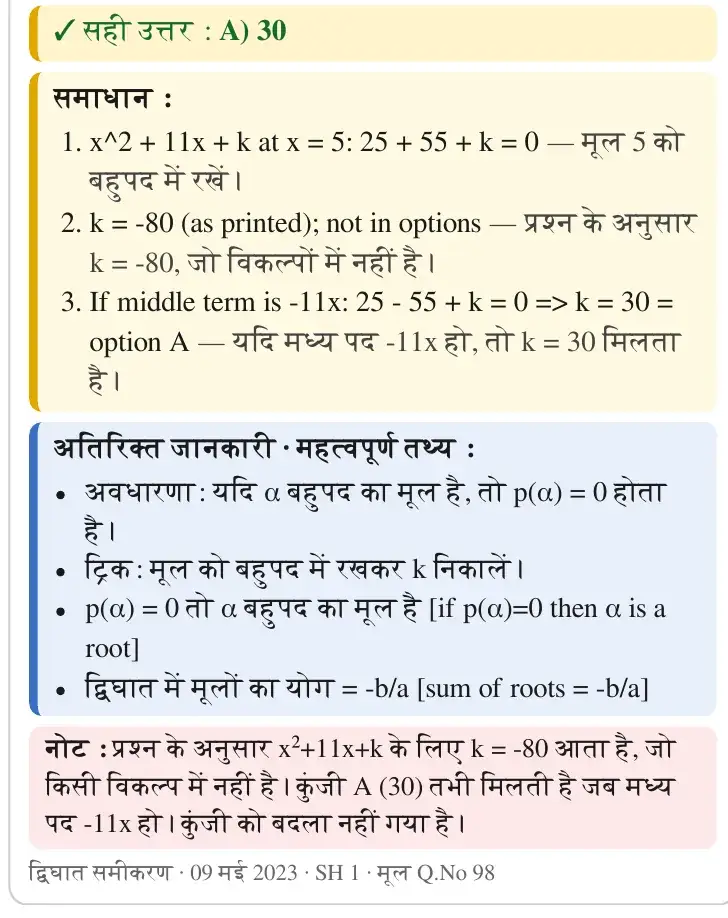 ✓ सही उत्तर : A) 30
समाधान :
1. x^2 + 11x + k at x = 5: 25 + 55 + k = 0 — मूल 5 को
बहुपद में रखें।
2. k = -80 (as printed); not in options — प्रश्न के अनुसार
k = -80, जो विकल्पों में नहीं है।
3. If middle term is -11x: 25 - 55 + k = 0 => k = 30 =
option A — यदि मध्य पद -11x हो, तो k = 30 मिलता
है।
अतिरिक्त जानकारी · महत्वपूर्ण तथ्य :
• अवधारणा : यदि α बहुपद का मूल है, तो p(α) = 0 होता
है।
• ट्रिक : मूल को बहुपद में रखकर k निकालें।
• p(α) = 0 तो α बहुपद का मूल है [if p(α)=0 then α is a
root]
• द्विघात में मूलों का योग = -b/a [sum of roots = -b/a]
नोट : प्रश्न के अनुसार x²+11x+k के लिए k = -80 आता है, जो
किसी विकल्प में नहीं है। कुंजी A (30) तभी मिलती है जब मध्य
पद -11x हो। कुंजी को बदला नहीं गया है।
द्विघात समीकरण · 09 मई 2023 · SH 1 · मूल Q.No 98